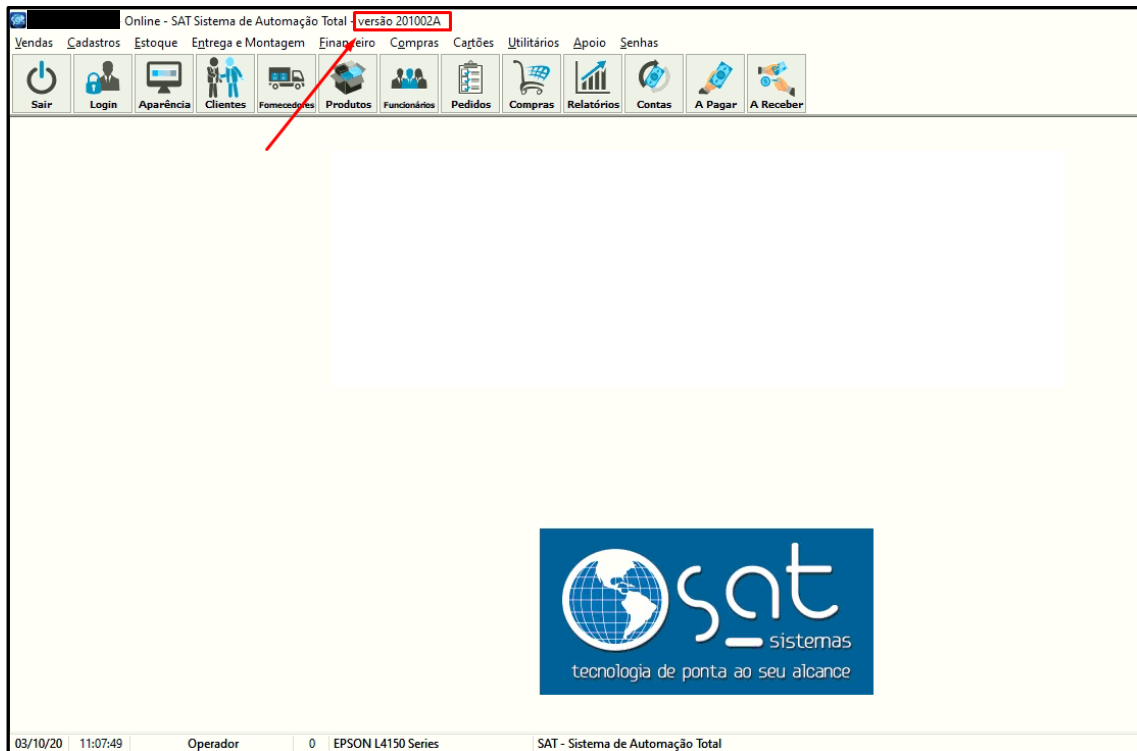 Online - SAT Sistema de Automação Total - versão 201002A
Vendas Cadastros Estoque Entrega e Montagem Financeiro Compras Cartões Utilitários Apoio Senhas
Sair Login Aparência Clientes Fornecedores Produtos Funcionários Pedidos Compras Relatórios Contas A Pagar A Receber
sat
sistemas
tecnologia de ponta ao seu alcance
03/10/20 11:07:49 Operador 0 EPSON L4150 Series SAT - Sistema de Automação Total